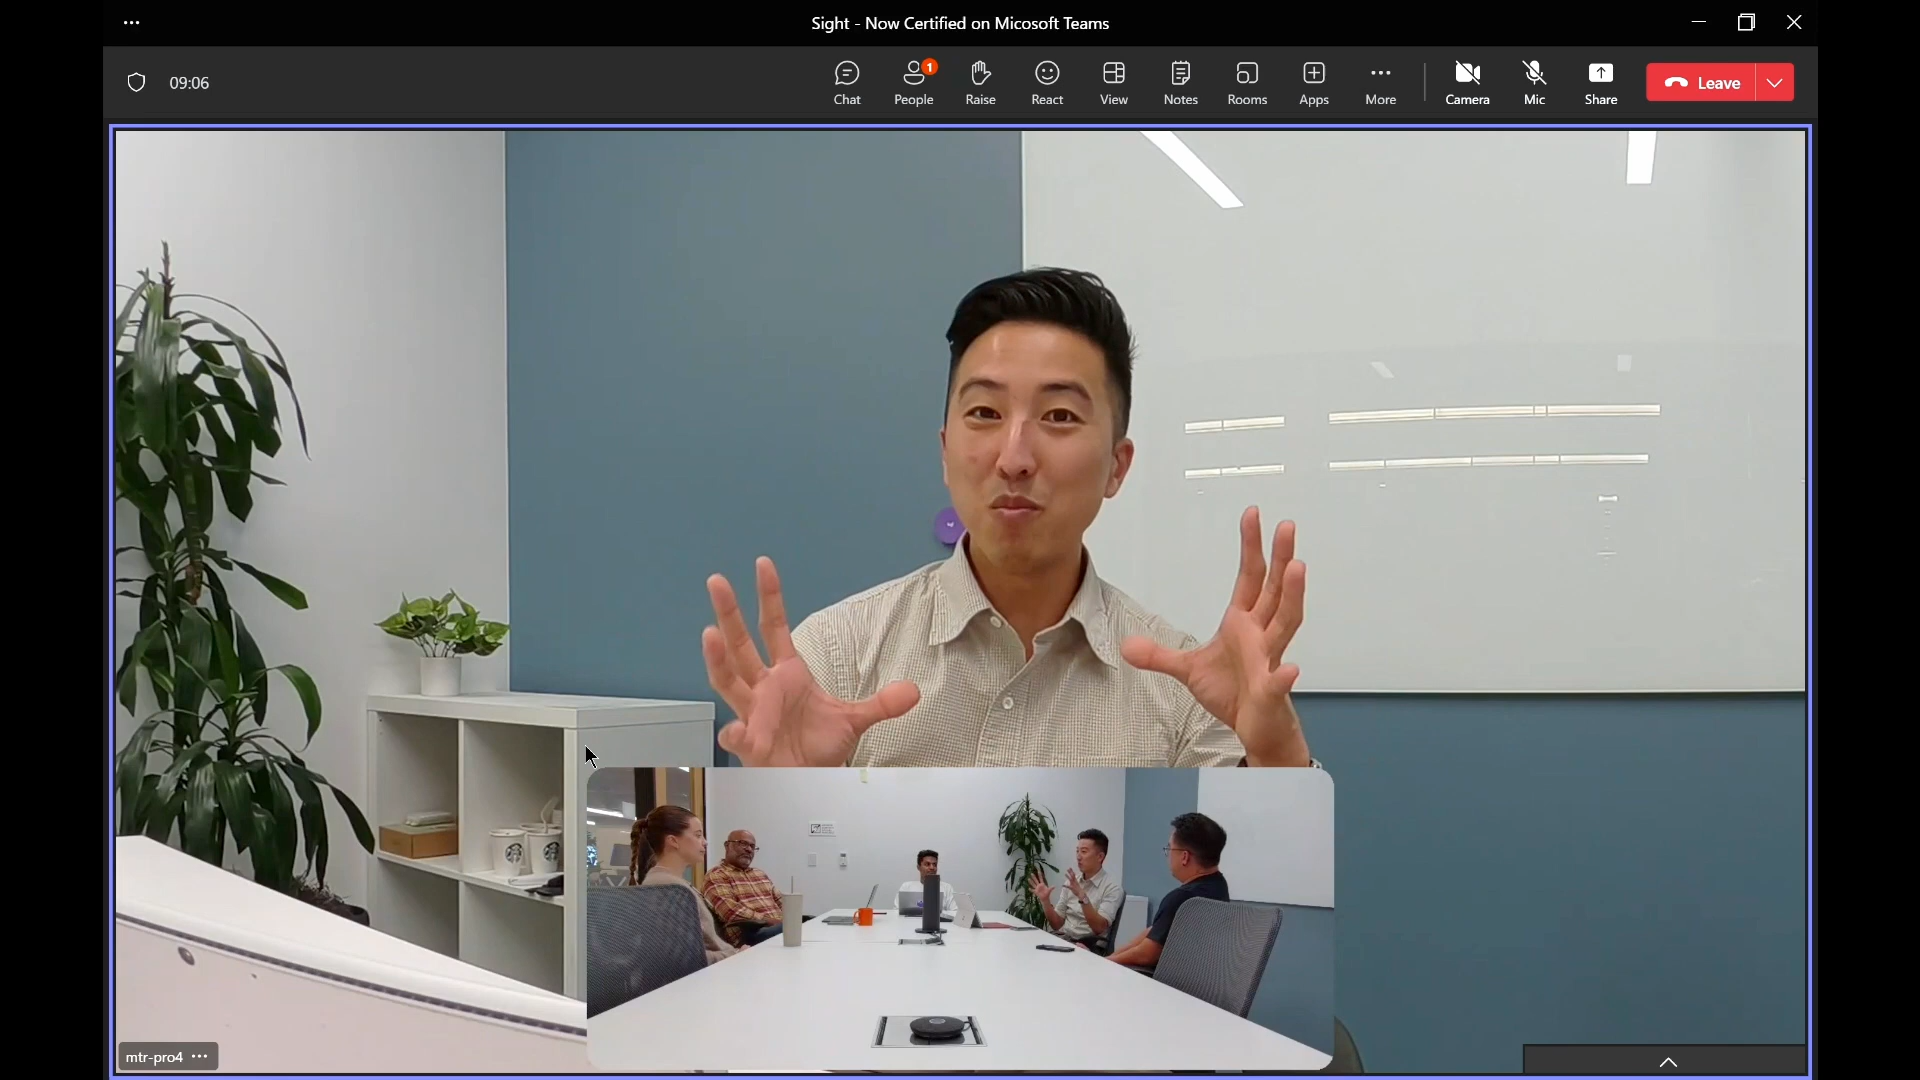 Sight - Now Certified on Micosoft Teams
09:06
1
Chat
People
Raise
React
View
Notes
Rooms
Apps
More
Camera
Mic
Share
Leave
mtr-pro4